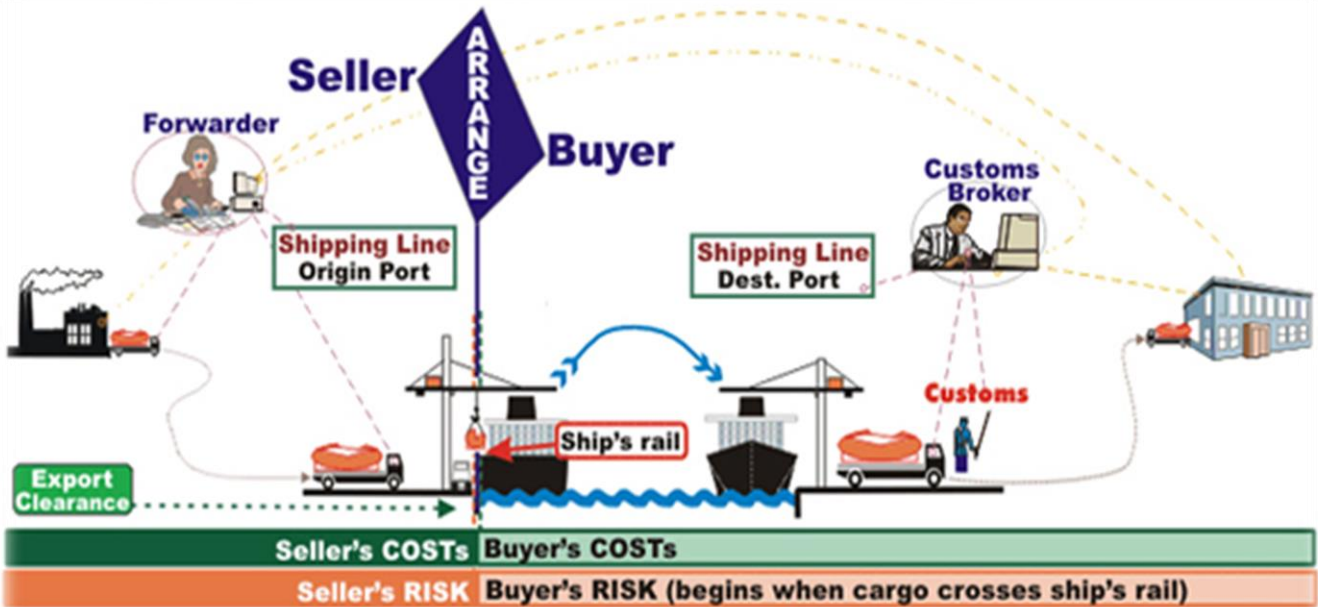 Seller
ARRANGE
Buyer
Forwarder
Shipping Line
Origin Port
Shipping Line
Dest. Port
Customs
Broker
Customs
Ship's rail
Export
Clearance
Seller's COSTs Buyer's COSTs
Seller's RISK Buyer's RISK (begins when cargo crosses ship's rail)